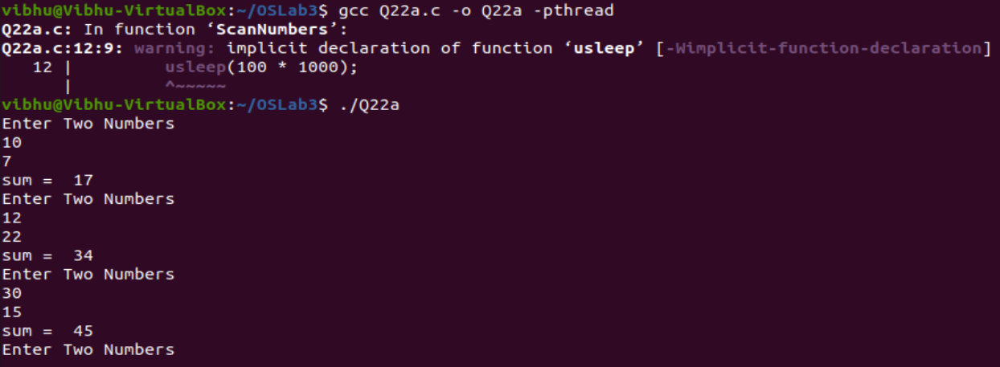 vibhu@Vibhu-VirtualBox:~/OSLab3$ gcc Q22a.c -o Q22a -pthread
Q22a.c: In function ‘ScanNumbers’:
Q22a.c:12:9: warning: implicit declaration of function ‘usleep’ [-Wimplicit-function-declaration]
   12 |         usleep(100 * 1000);
      |         ^~~~~~
vibhu@Vibhu-VirtualBox:~/OSLab3$ ./Q22a
Enter Two Numbers
10
7
sum =  17
Enter Two Numbers
12
22
sum =  34
Enter Two Numbers
30
15
sum =  45
Enter Two Numbers